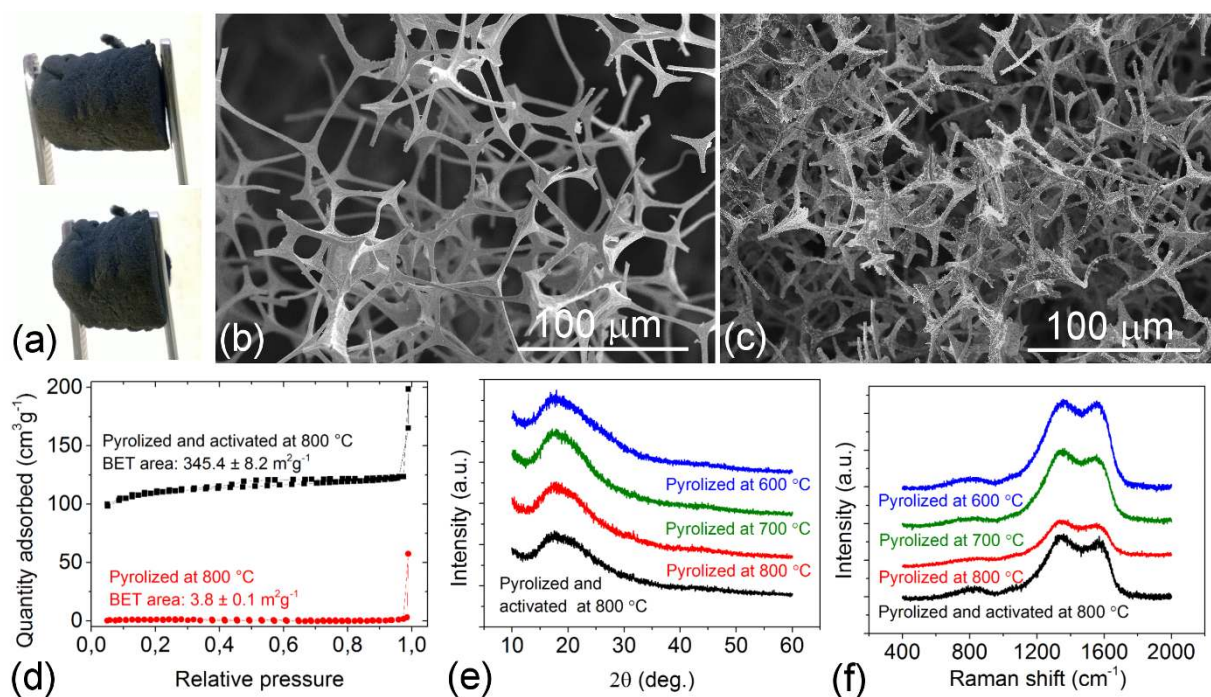 (a)
(b)
100 μm
(c)
100 μm
(d)
Quantity adsorbed (cm³g⁻¹)
200
150
100
50
0
Pyrolized and activated at 800 °C
BET area: 345.4 ± 8.2 m²g⁻¹
Pyrolized at 800 °C
BET area: 3.8 ± 0.1 m²g⁻¹
0,0 0,2 0,4 0,6 0,8 1,0
Relative pressure
(e)
Intensity (a.u.)
Pyrolized at 600 °C
Pyrolized at 700 °C
Pyrolized at 800 °C
Pyrolized and
activated at 800 °C
10 20 30 40 50 60
2θ (deg.)
(f)
Intensity (a.u.)
Pyrolized at 600 °C
Pyrolized at 700 °C
Pyrolized at 800 °C
Pyrolized and activated at 800 °C
400 800 1200 1600 2000
Raman shift (cm⁻¹)